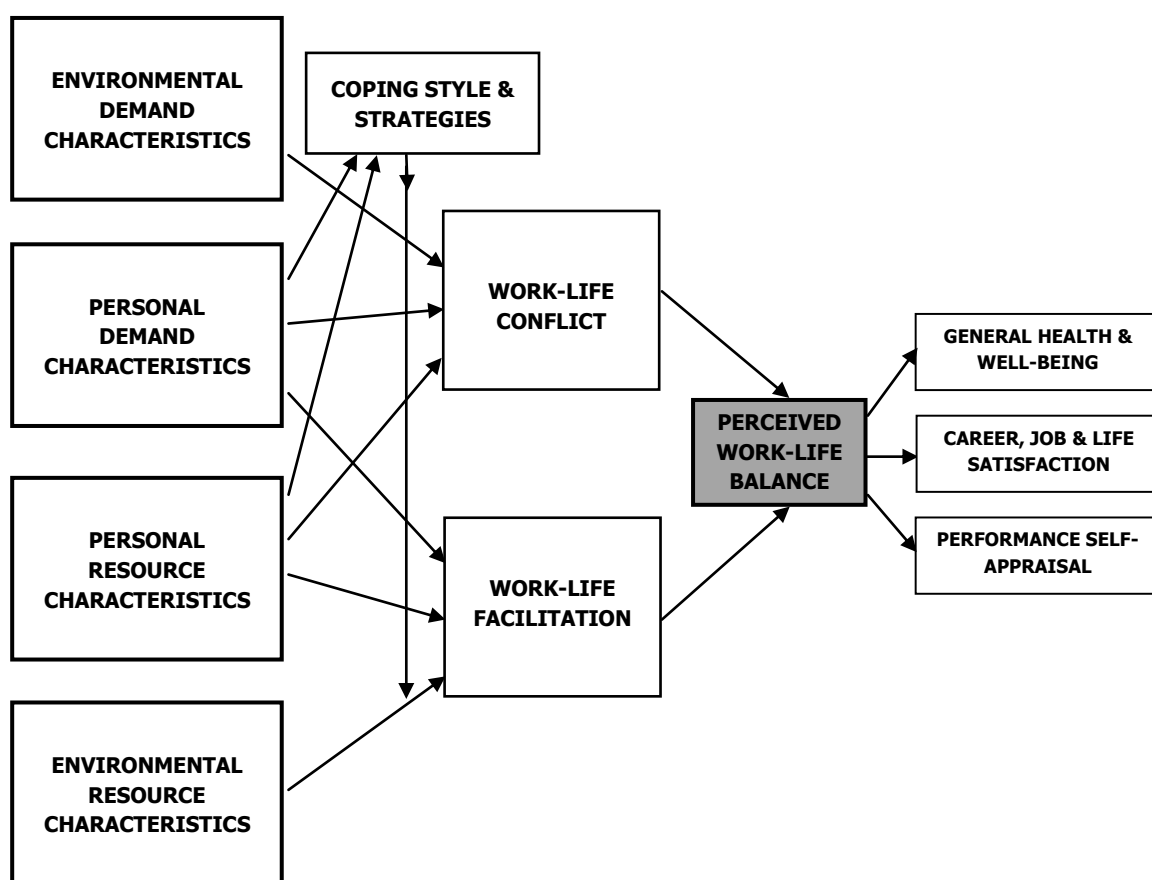 ENVIRONMENTAL
DEMAND
CHARACTERISTICS
COPING STYLE &
STRATEGIES
PERSONAL
DEMAND
CHARACTERISTICS
WORK-LIFE
CONFLICT
GENERAL HEALTH &
WELL-BEING
PERCEIVED
WORK-LIFE
BALANCE
CAREER, JOB & LIFE
SATISFACTION
PERSONAL
RESOURCE
CHARACTERISTICS
WORK-LIFE
FACILITATION
PERFORMANCE SELF-
APPRAISAL
ENVIRONMENTAL
RESOURCE
CHARACTERISTICS